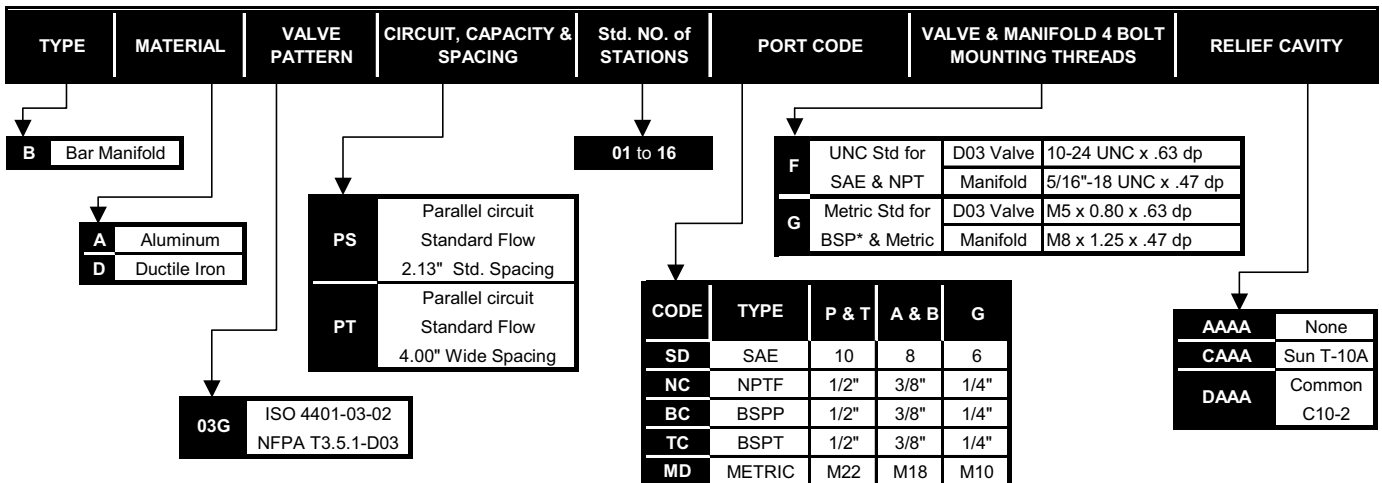 TYPE
MATERIAL
VALVE
PATTERN
CIRCUIT, CAPACITY &
SPACING
Std. NO. of
STATIONS
PORT CODE
VALVE & MANIFOLD 4 BOLT
MOUNTING THREADS
RELIEF CAVITY
B Bar Manifold
A Aluminum
D Ductile Iron
03G
ISO 4401-03-02
NFPA T3.5.1-D03
PS
Parallel circuit
Standard Flow
2.13" Std. Spacing
PT
Parallel circuit
Standard Flow
4.00" Wide Spacing
01 to 16
CODE TYPE P & T A & B G
SD SAE 10 8 6
NC NPTF 1/2" 3/8" 1/4"
BC BSPP 1/2" 3/8" 1/4"
TC BSPT 1/2" 3/8" 1/4"
MD METRIC M22 M18 M10
F
UNC Std for D03 Valve 10-24 UNC x .63 dp
SAE & NPT Manifold 5/16"-18 UNC x .47 dp
G
Metric Std for D03 Valve M5 x 0.80 x .63 dp
BSP* & Metric Manifold M8 x 1.25 x .47 dp
AAAA None
CAAA Sun T-10A
DAAA
Common
C10-2